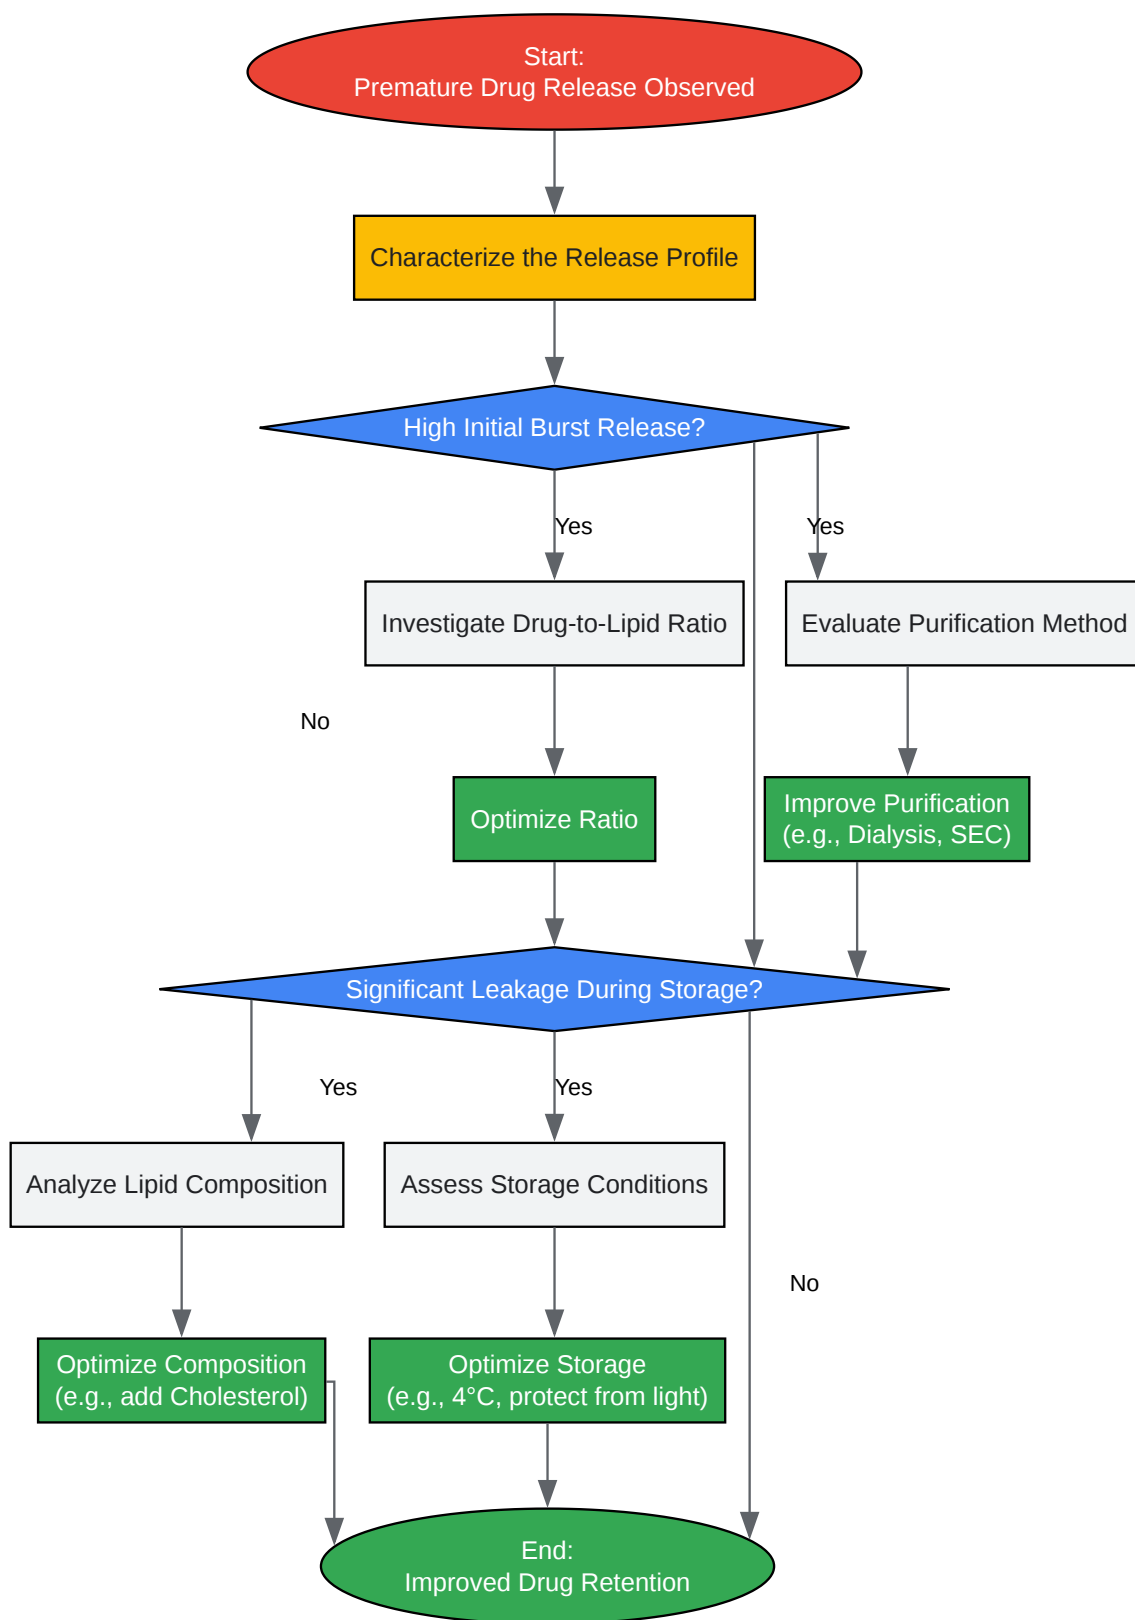 Start:
Premature Drug Release Observed
Characterize the Release Profile
High Initial Burst Release?
Yes
Yes
Investigate Drug-to-Lipid Ratio
Evaluate Purification Method
No
Optimize Ratio
Improve Purification
(e.g., Dialysis, SEC)
Significant Leakage During Storage?
Yes
Yes
Analyze Lipid Composition
Assess Storage Conditions
No
Optimize Composition
(e.g., add Cholesterol)
Optimize Storage
(e.g., 4°C, protect from light)
End:
Improved Drug Retention